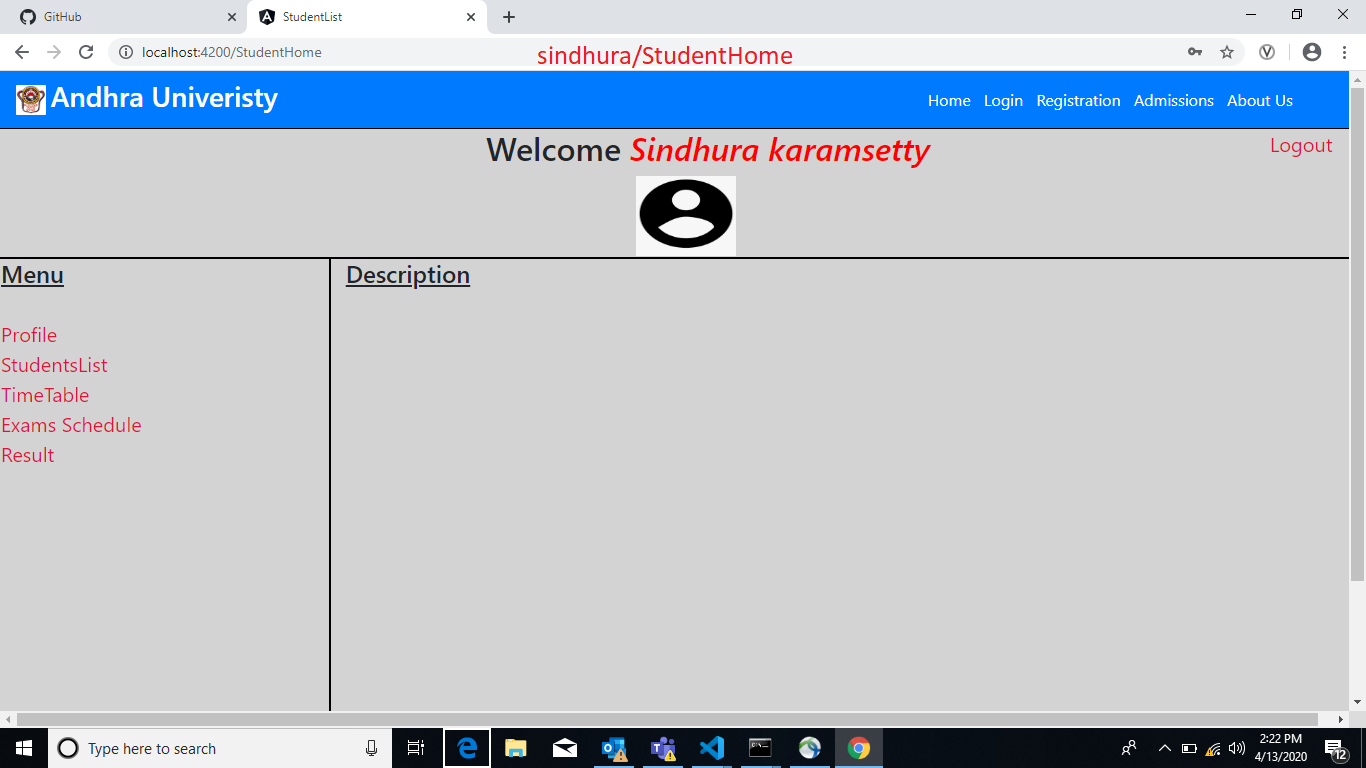 GitHub
StudentList
localhost:4200/StudentHome
sindhura/StudentHome
Andhra Univeristy
Home Login Registration Admissions About Us
Welcome Sindhura karamsetty
Logout
Menu
Description
Profile
StudentsList
TimeTable
Exams Schedule
Result
Type here to search
2:22 PM
4/13/2020
12